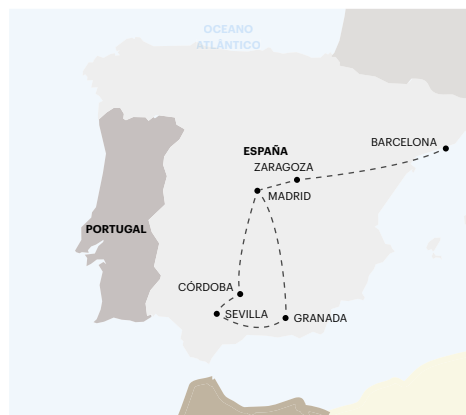 OCEANO
ATLÁNTICO
BARCELONA
ESPAÑA
ZARAGOZA
MADRID
PORTUGAL
CÓRDOBA
SEVILLA
GRANADA